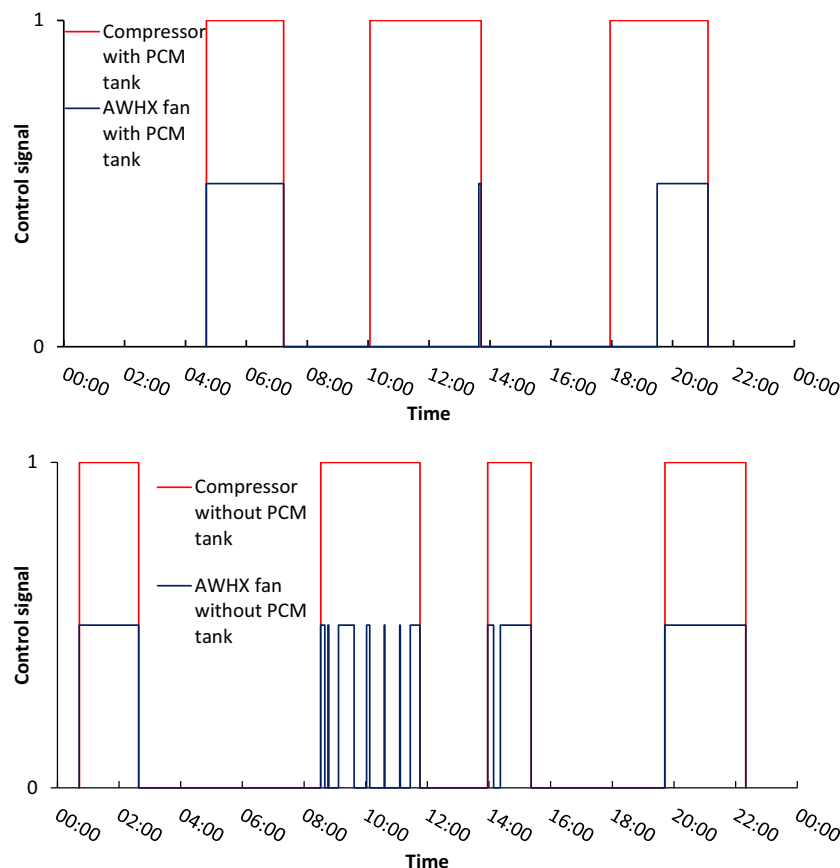 1
Compressor
with PCM
tank
AWHX fan
with PCM
tank
Control signal
0
00:00 02:00 04:00 06:00 08:00 10:00 12:00 14:00 16:00 18:00 20:00 22:00 00:00
Time
1
Compressor
without PCM
tank
AWHX fan
without PCM
tank
Control signal
0
00:00 02:00 04:00 06:00 08:00 10:00 12:00 14:00 16:00 18:00 20:00 22:00 00:00
Time